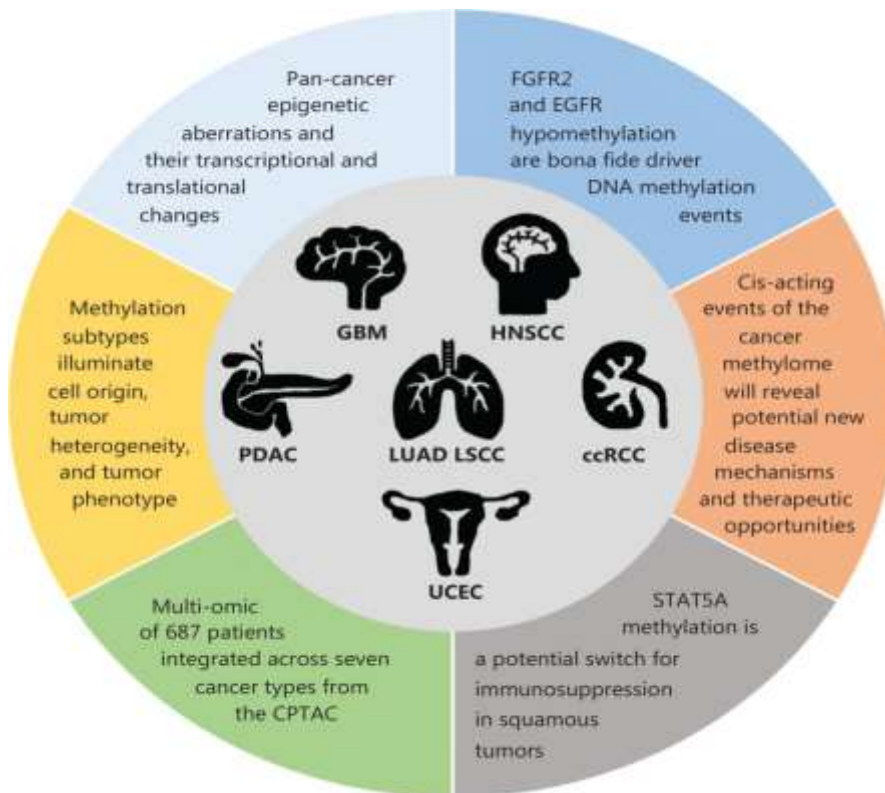 Pan-cancer
epigenetic
aberrations and
their transcriptional and
translational
changes
FGFR2
and EGFR
hypomethylation
are bona fide driver
DNA methylation
events
Methylation
subtypes
illuminate
cell origin,
tumor
heterogeneity,
and tumor
phenotype
Cis-acting
events of the
cancer
methylome
will reveal
potential new
disease
mechanisms
and therapeutic
opportunities
GBM
HNSCC
PDAC
LUAD LSCC
ccRCC
UCEC
Multi-omic
of 687 patients
integrated across seven
cancer types from
the CPTAC
STAT5A
methylation is
a potential switch for
immunosuppression
in squamous
tumors